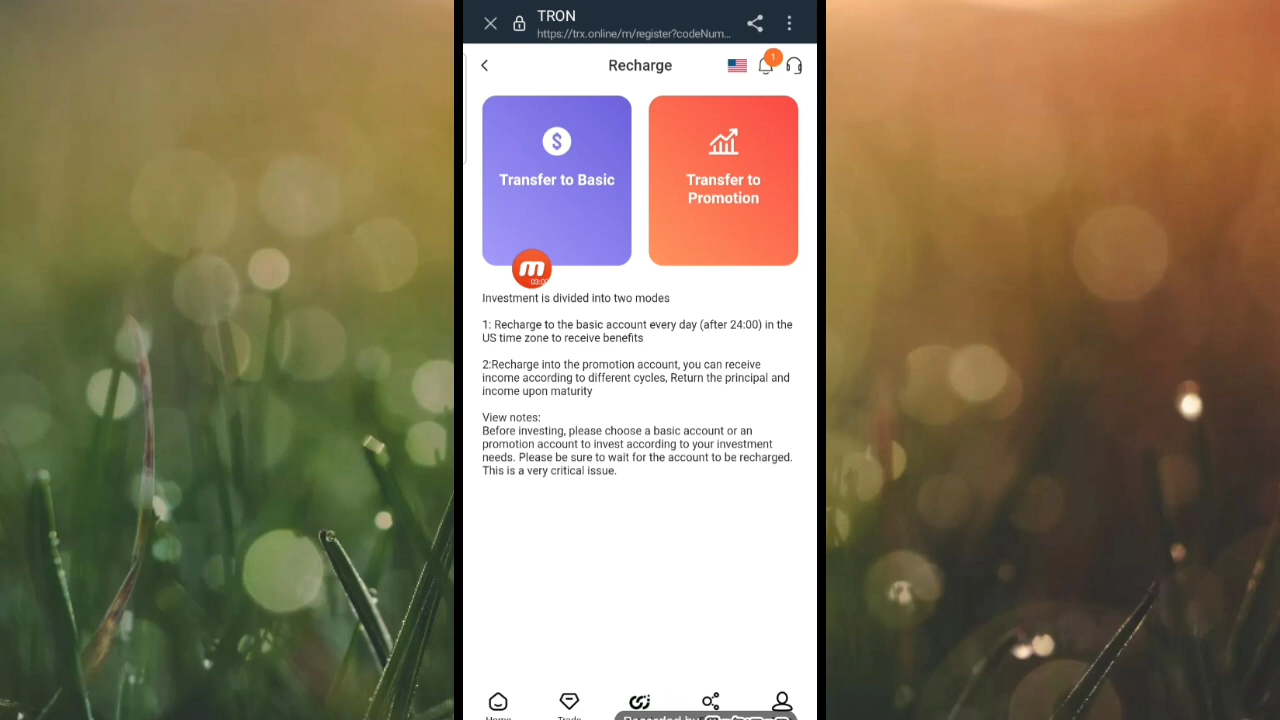 TRON
https://trx.online/m/register?codeNum...
Recharge
1
Transfer to Basic
Transfer to
Promotion
m
Investment is divided into two modes
1: Recharge to the basic account every day (after 24:00) in the
US time zone to receive benefits
2:Recharge into the promotion account, you can receive
income according to different cycles, Return the principal and
income upon maturity
View notes:
Before investing, please choose a basic account or an
promotion account to invest according to your investment
needs. Please be sure to wait for the account to be recharged.
This is a very critical issue.
Home
Trade
Recorded by